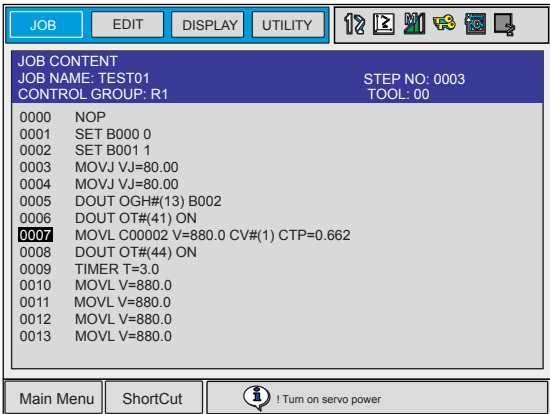 JOB EDIT DISPLAY UTILITY
JOB CONTENT
JOB NAME: TEST01 STEP NO: 0003
CONTROL GROUP: R1 TOOL: 00
0000 NOP
0001 SET B000 0
0002 SET B001 1
0003 MOVJ VJ=80.00
0004 MOVJ VJ=80.00
0005 DOUT OGH#(13) B002
0006 DOUT OT#(41) ON
0007 MOVL C00002 V=880.0 CV#(1) CTP=0.662
0008 DOUT OT#(44) ON
0009 TIMER T=3.0
0010 MOVL V=880.0
0011 MOVL V=880.0
0012 MOVL V=880.0
0013 MOVL V=880.0
Main Menu ShortCut ! Turn on servo power